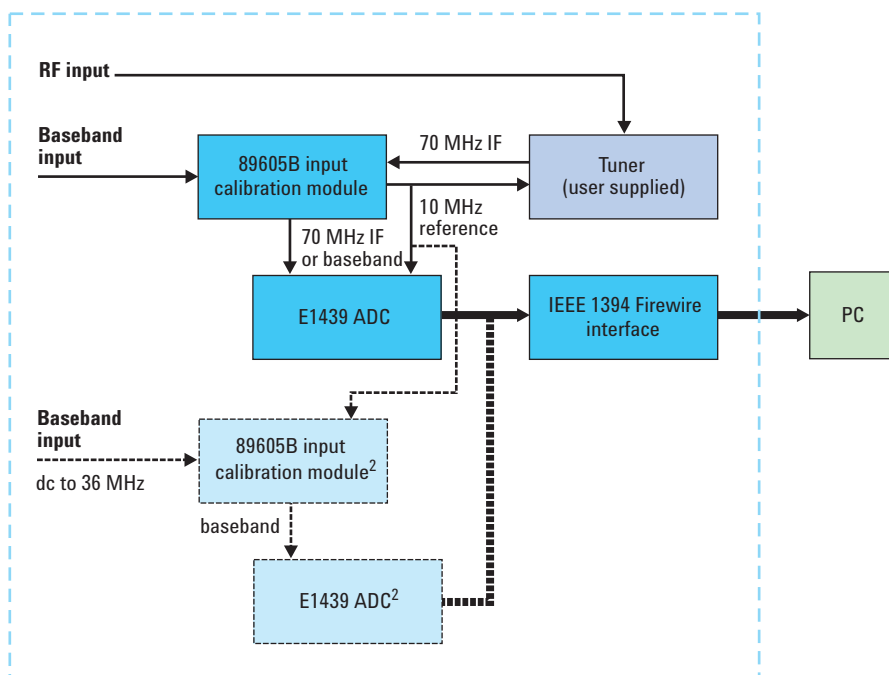 RF input
Baseband
input
89605B input
calibration module
70 MHz IF
Tuner
(user supplied)
10 MHz
reference
70 MHz IF
or baseband
E1439 ADC
IEEE 1394 Firewire
interface
PC
Baseband
input
dc to 36 MHz
89605B input
calibration module²
baseband
E1439 ADC²